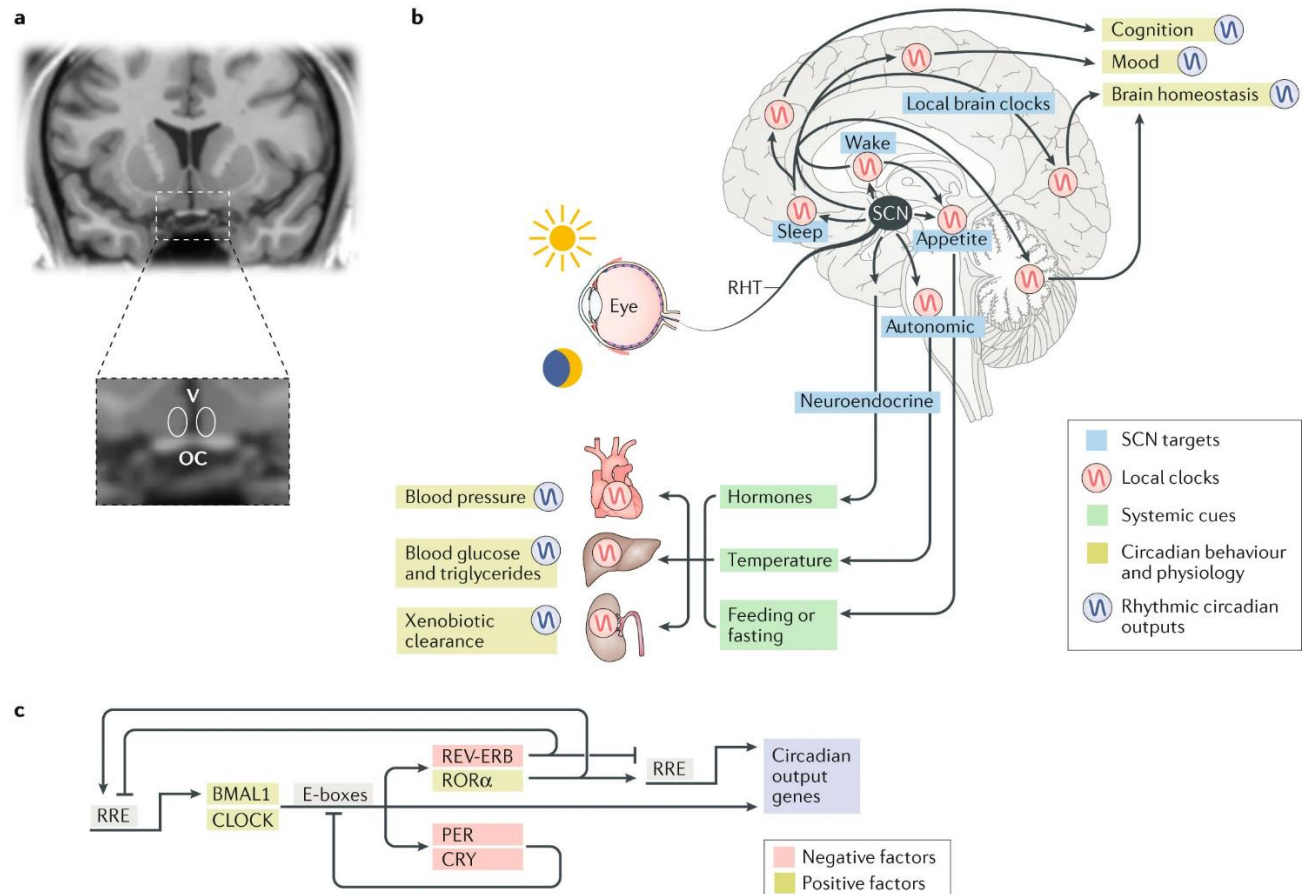 a
V
OC
b
Cognition
Mood
Brain homeostasis
Local brain clocks
Wake
SCN
Sleep
Appetite
RHT
Eye
Autonomic
Neuroendocrine
SCN targets
Local clocks
Systemic cues
Circadian behaviour
and physiology
Rhythmic circadian
outputs
Blood pressure
Hormones
Blood glucose
and triglycerides
Temperature
Xenobiotic
clearance
Feeding or
fasting
c
REV-ERB
RORα
RRE
Circadian
output
genes
RRE
BMAL1
CLOCK
E-boxes
PER
CRY
Negative factors
Positive factors